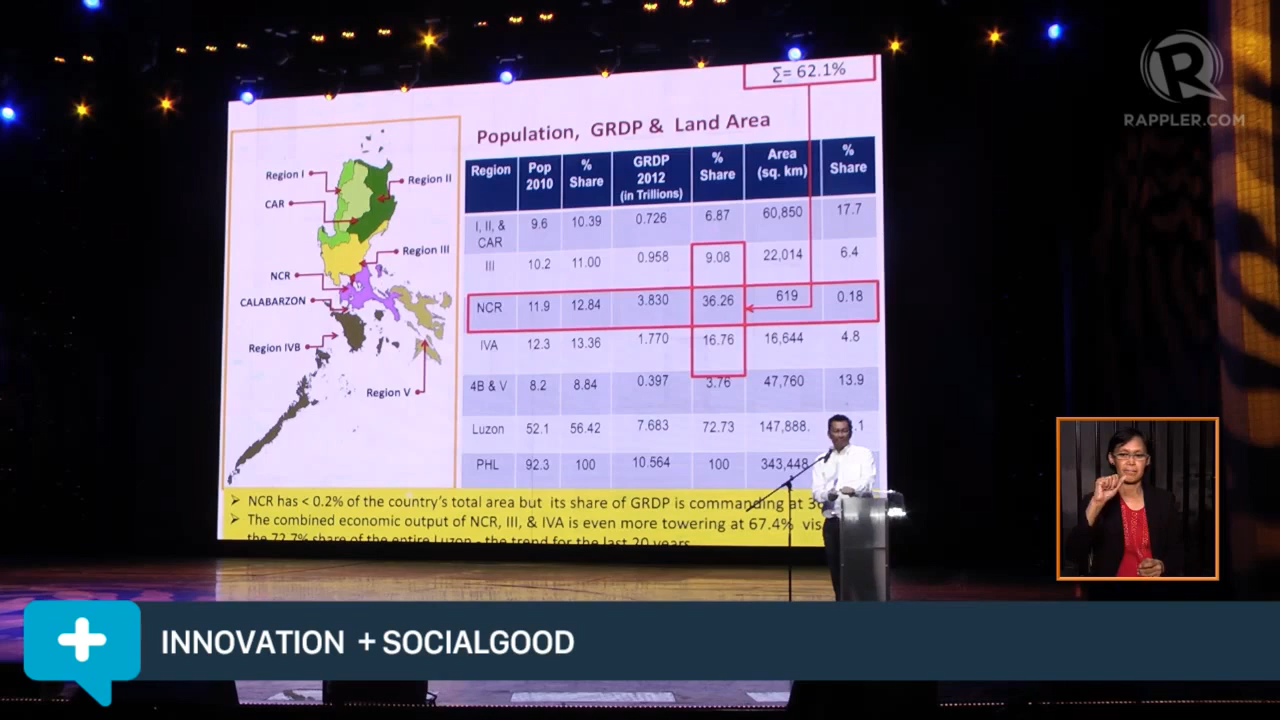 RAPPLER.COM
∑= 62.1%
Population, GRDP & Land Area
Region I
Region II
CAR
Region III
NCR
CALABARZON
Region IVB
Region V
Region Pop 2010 % Share GRDP 2012 (in Trillions) % Share Area (sq. km) % Share
I, II, & CAR 9.6 10.39 0.726 6.87 60,850 17.7
III 10.2 11.00 0.958 9.08 22,014 6.4
NCR 11.9 12.84 3.830 36.26 619 0.18
IVA 12.3 13.36 1.770 16.76 16,644 4.8
4B & V 8.2 8.84 0.397 3.76 47,760 13.9
Luzon 52.1 56.42 7.683 72.73 147,888. .1
PHL 92.3 100 10.564 100 343,448
NCR has < 0.2% of the country's total area but its share of GRDP is commanding at
The combined economic output of NCR, III, & IVA is even more towering at 67.4%
the 72.7% share of the entire Luzon - the trend for the last 20 years
INNOVATION + SOCIALGOOD